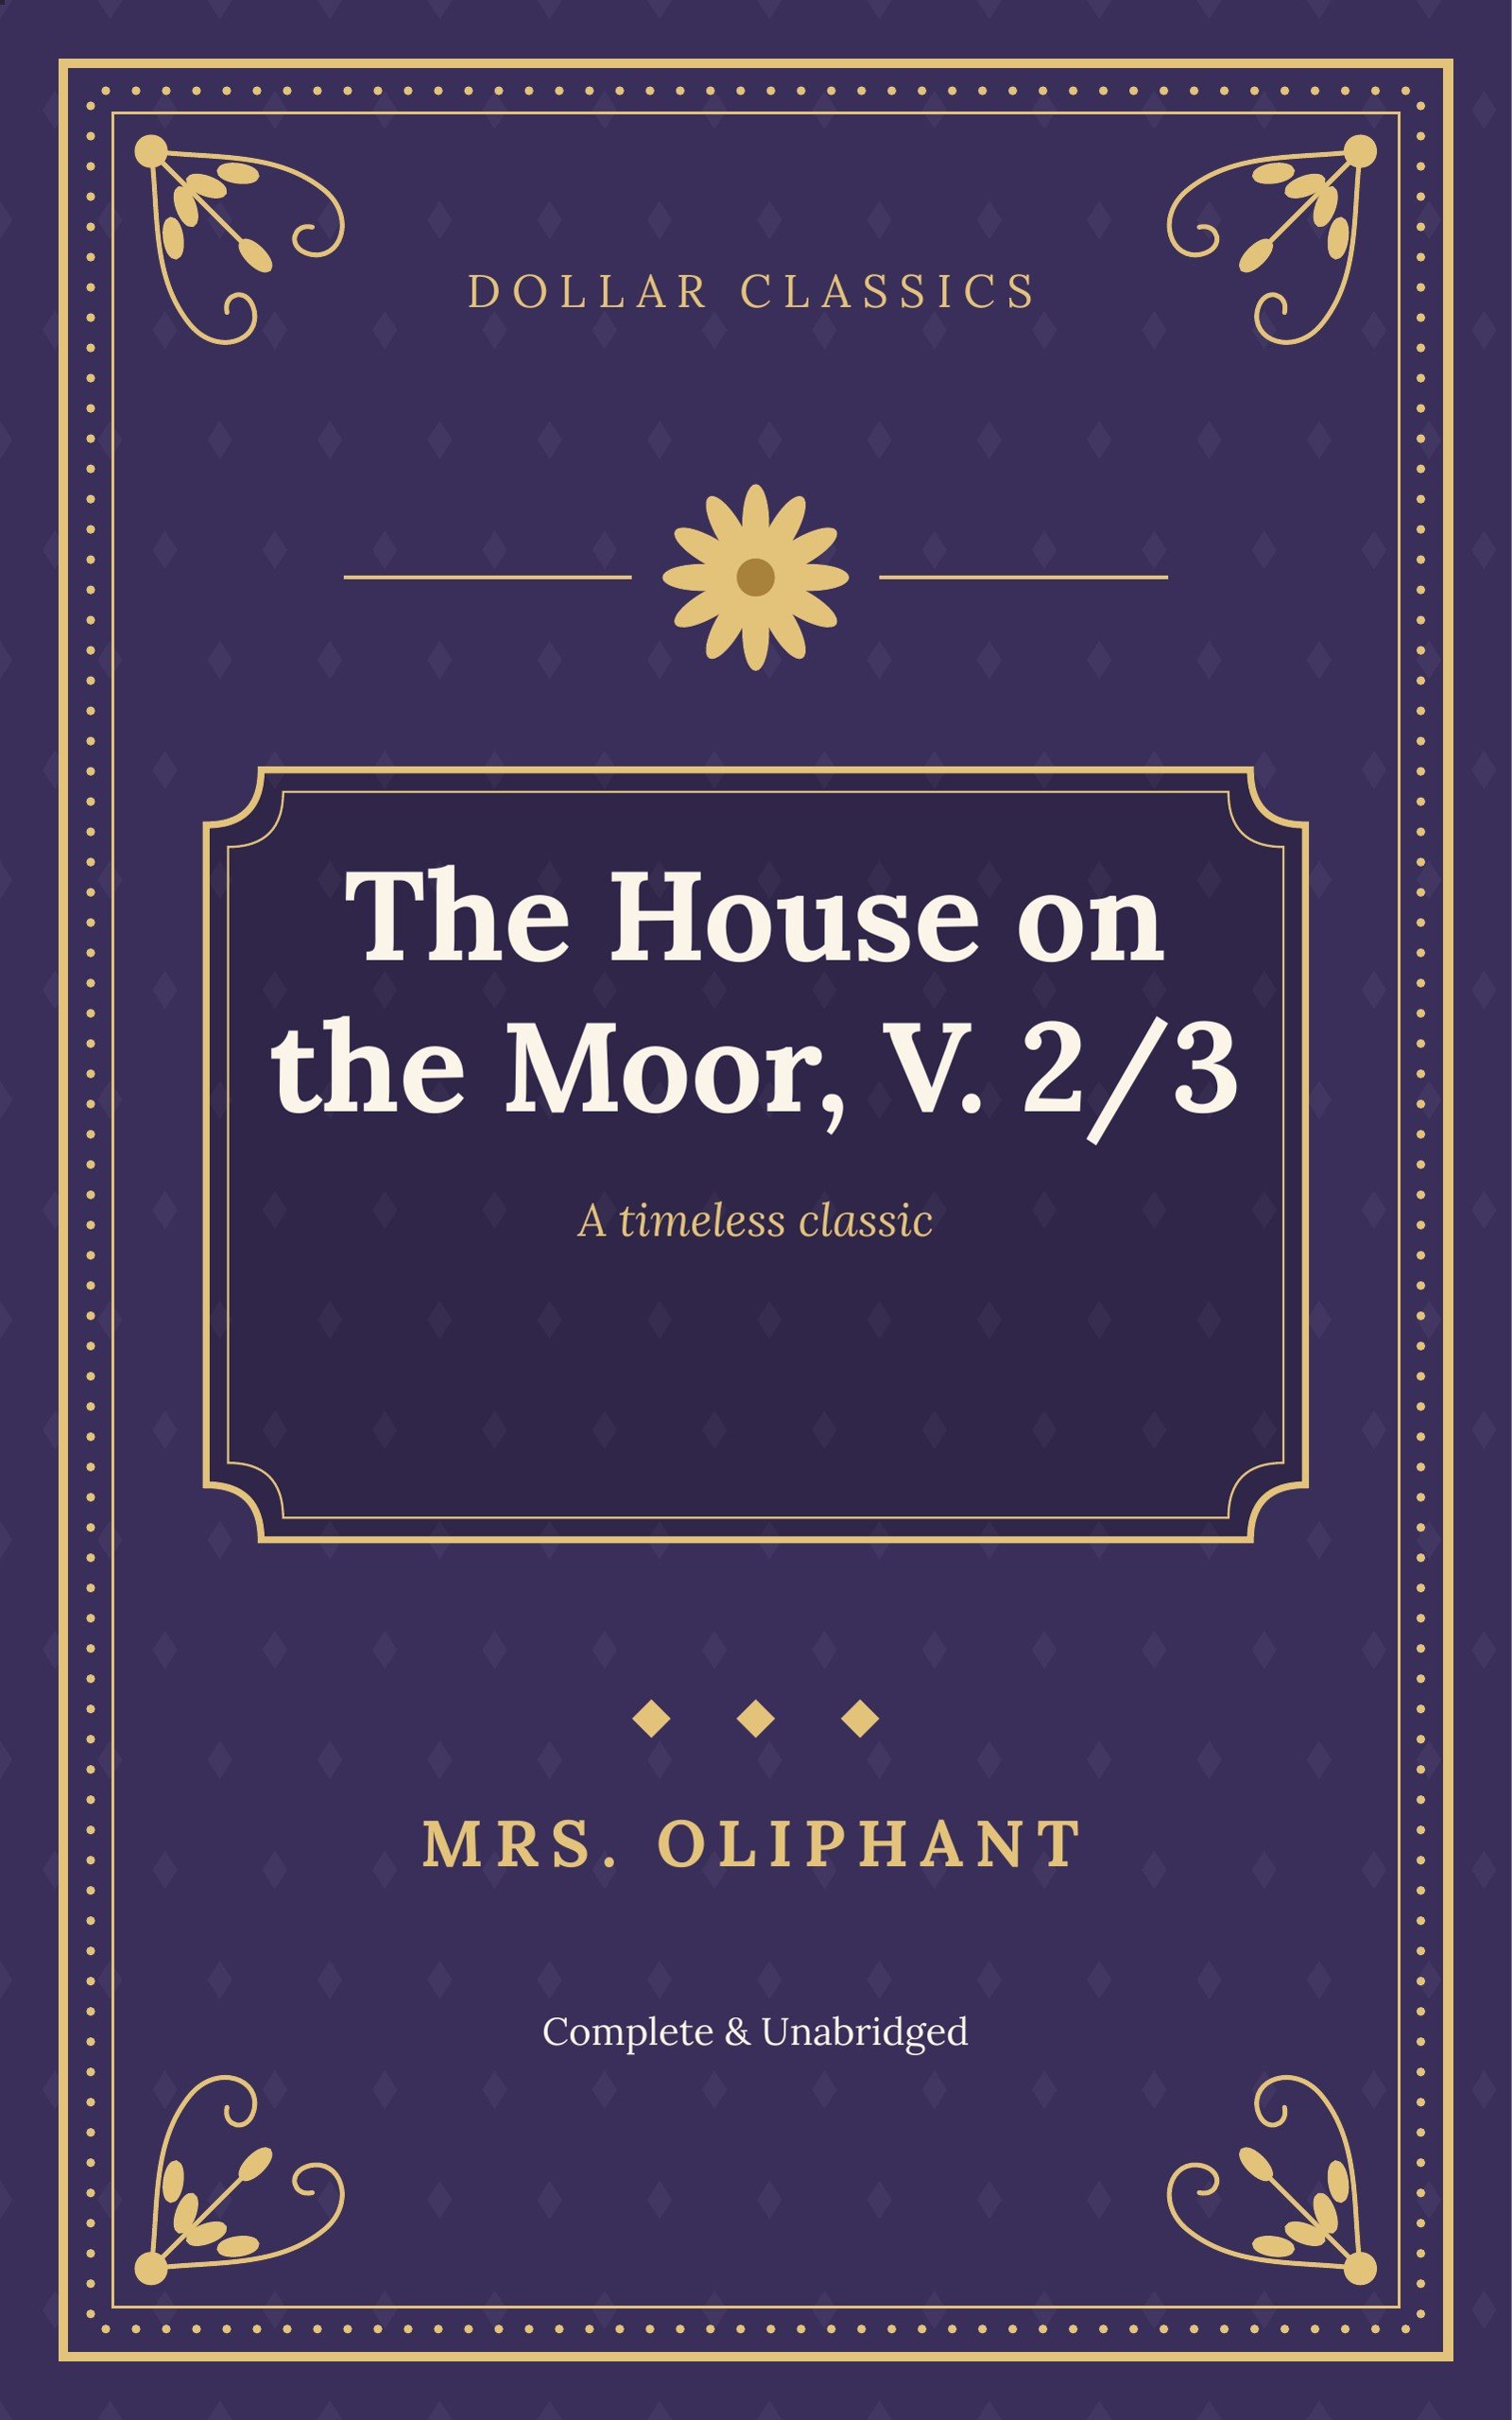 DOLLAR CLASSICS
The House on
the Moor, V. 2/3
A timeless classic
MRS. OLIPHANT
Complete & Unabridged